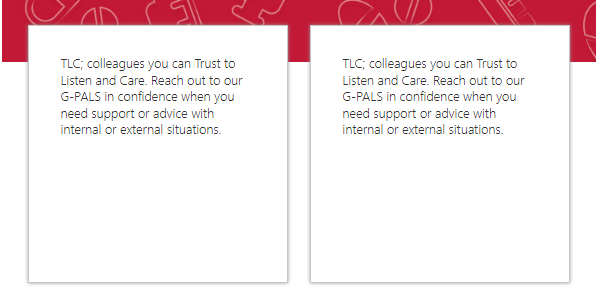 TLC; colleagues you can Trust to
Listen and Care. Reach out to our
G-PALS in confidence when you
need support or advice with
internal or external situations.
TLC; colleagues you can Trust to
Listen and Care. Reach out to our
G-PALS in confidence when you
need support or advice with
internal or external situations.